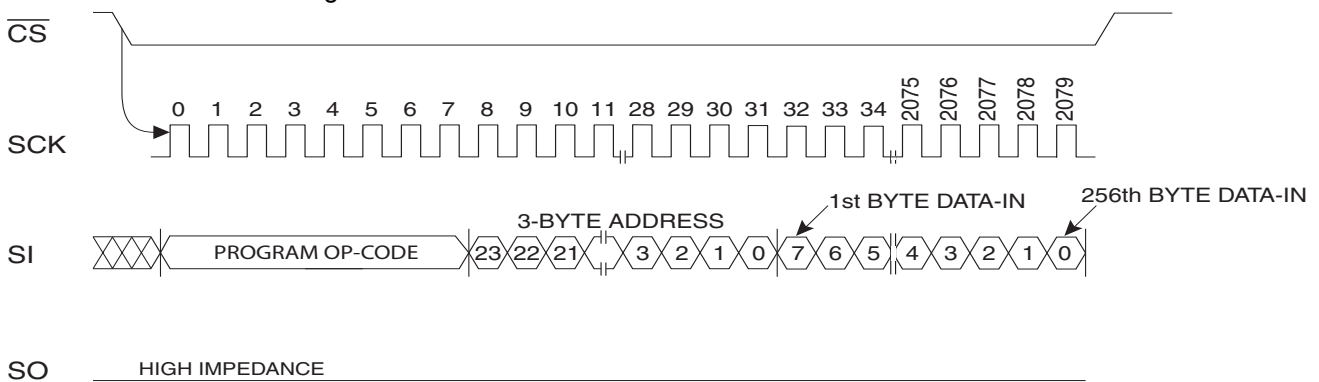 CS
0 1 2 3 4 5 6 7 8 9 10 11 28 29 30 31 32 33 34 2075 2076 2077 2078 2079
SCK
1st BYTE DATA-IN 256th BYTE DATA-IN
3-BYTE ADDRESS
SI PROGRAM OP-CODE 23 22 21 3 2 1 0 7 6 5 4 3 2 1 0
SO HIGH IMPEDANCE